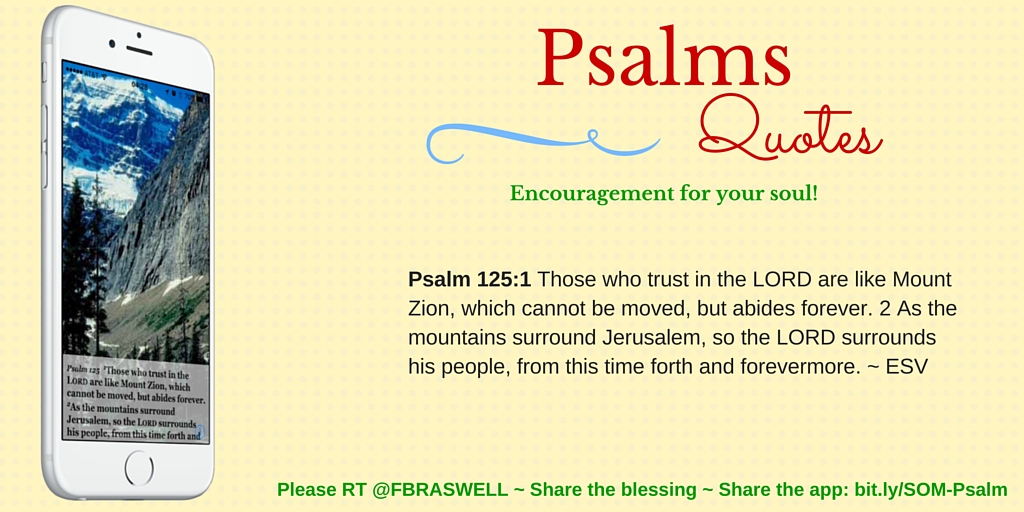 AT&T
Psalm 125 ¹Those who trust in the
LORD are like Mount Zion, which
cannot be moved, but abides forever.
²As the mountains surround
Jerusalem, so the LORD surrounds
his people, from this time forth and
Psalms
Quotes
Encouragement for your soul!
Psalm 125:1 Those who trust in the LORD are like Mount
Zion, which cannot be moved, but abides forever. 2 As the
mountains surround Jerusalem, so the LORD surrounds
his people, from this time forth and forevermore. ~ ESV
Please RT @FBRASWELL ~ Share the blessing ~ Share the app: bit.ly/SOM-Psalm